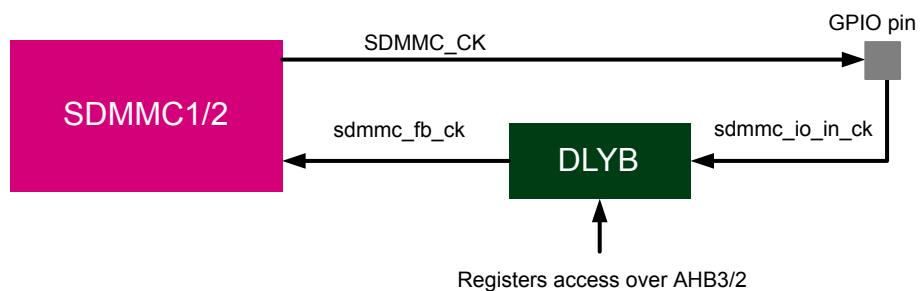 GPIO pin
SDMMC_CK
SDMMC1/2
sdmmc_fb_ck
sdmmc_io_in_ck
DLYB
Registers access over AHB3/2